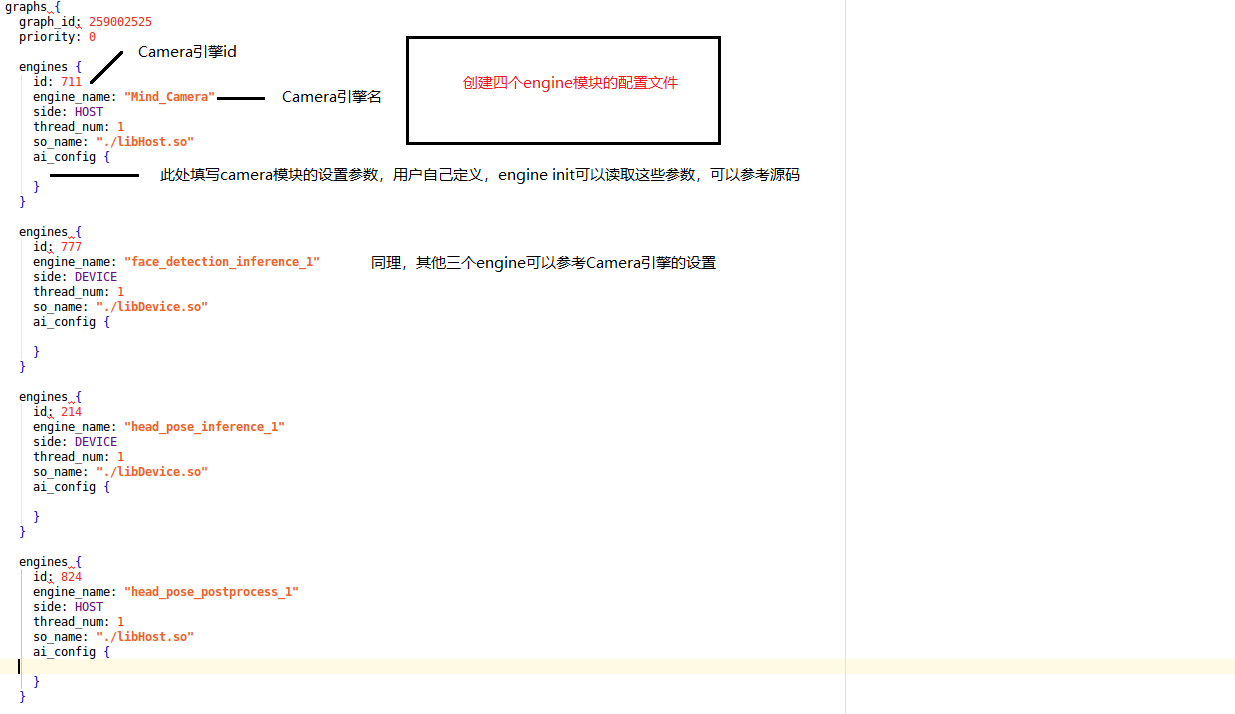 graphs {
graph_id: 259002525
priority: 0
Camera引擎id
engines {
创建四个engine模块的配置文件
id: 711
engine_name: "Mind_Camera"
Camera引擎名
side: HOST
thread_num: 1
so_name: "./libHost.so"
ai_config {
此处填写camera模块的设置参数，用户自己定义，engine init可以读取这些参数，可以参考源码
}
}
engines {
id: 777
engine_name: "face_detection_inference_1"
同理，其他三个engine可以参考Camera引擎的设置
side: DEVICE
thread_num: 1
so_name: "./libDevice.so"
ai_config {
}
}
engines {
id: 214
engine_name: "head_pose_inference_1"
side: DEVICE
thread_num: 1
so_name: "./libDevice.so"
ai_config {
}
}
engines {
id: 824
engine_name: "head_pose_postprocess_1"
side: HOST
thread_num: 1
so_name: "./libHost.so"
ai_config {
}
}